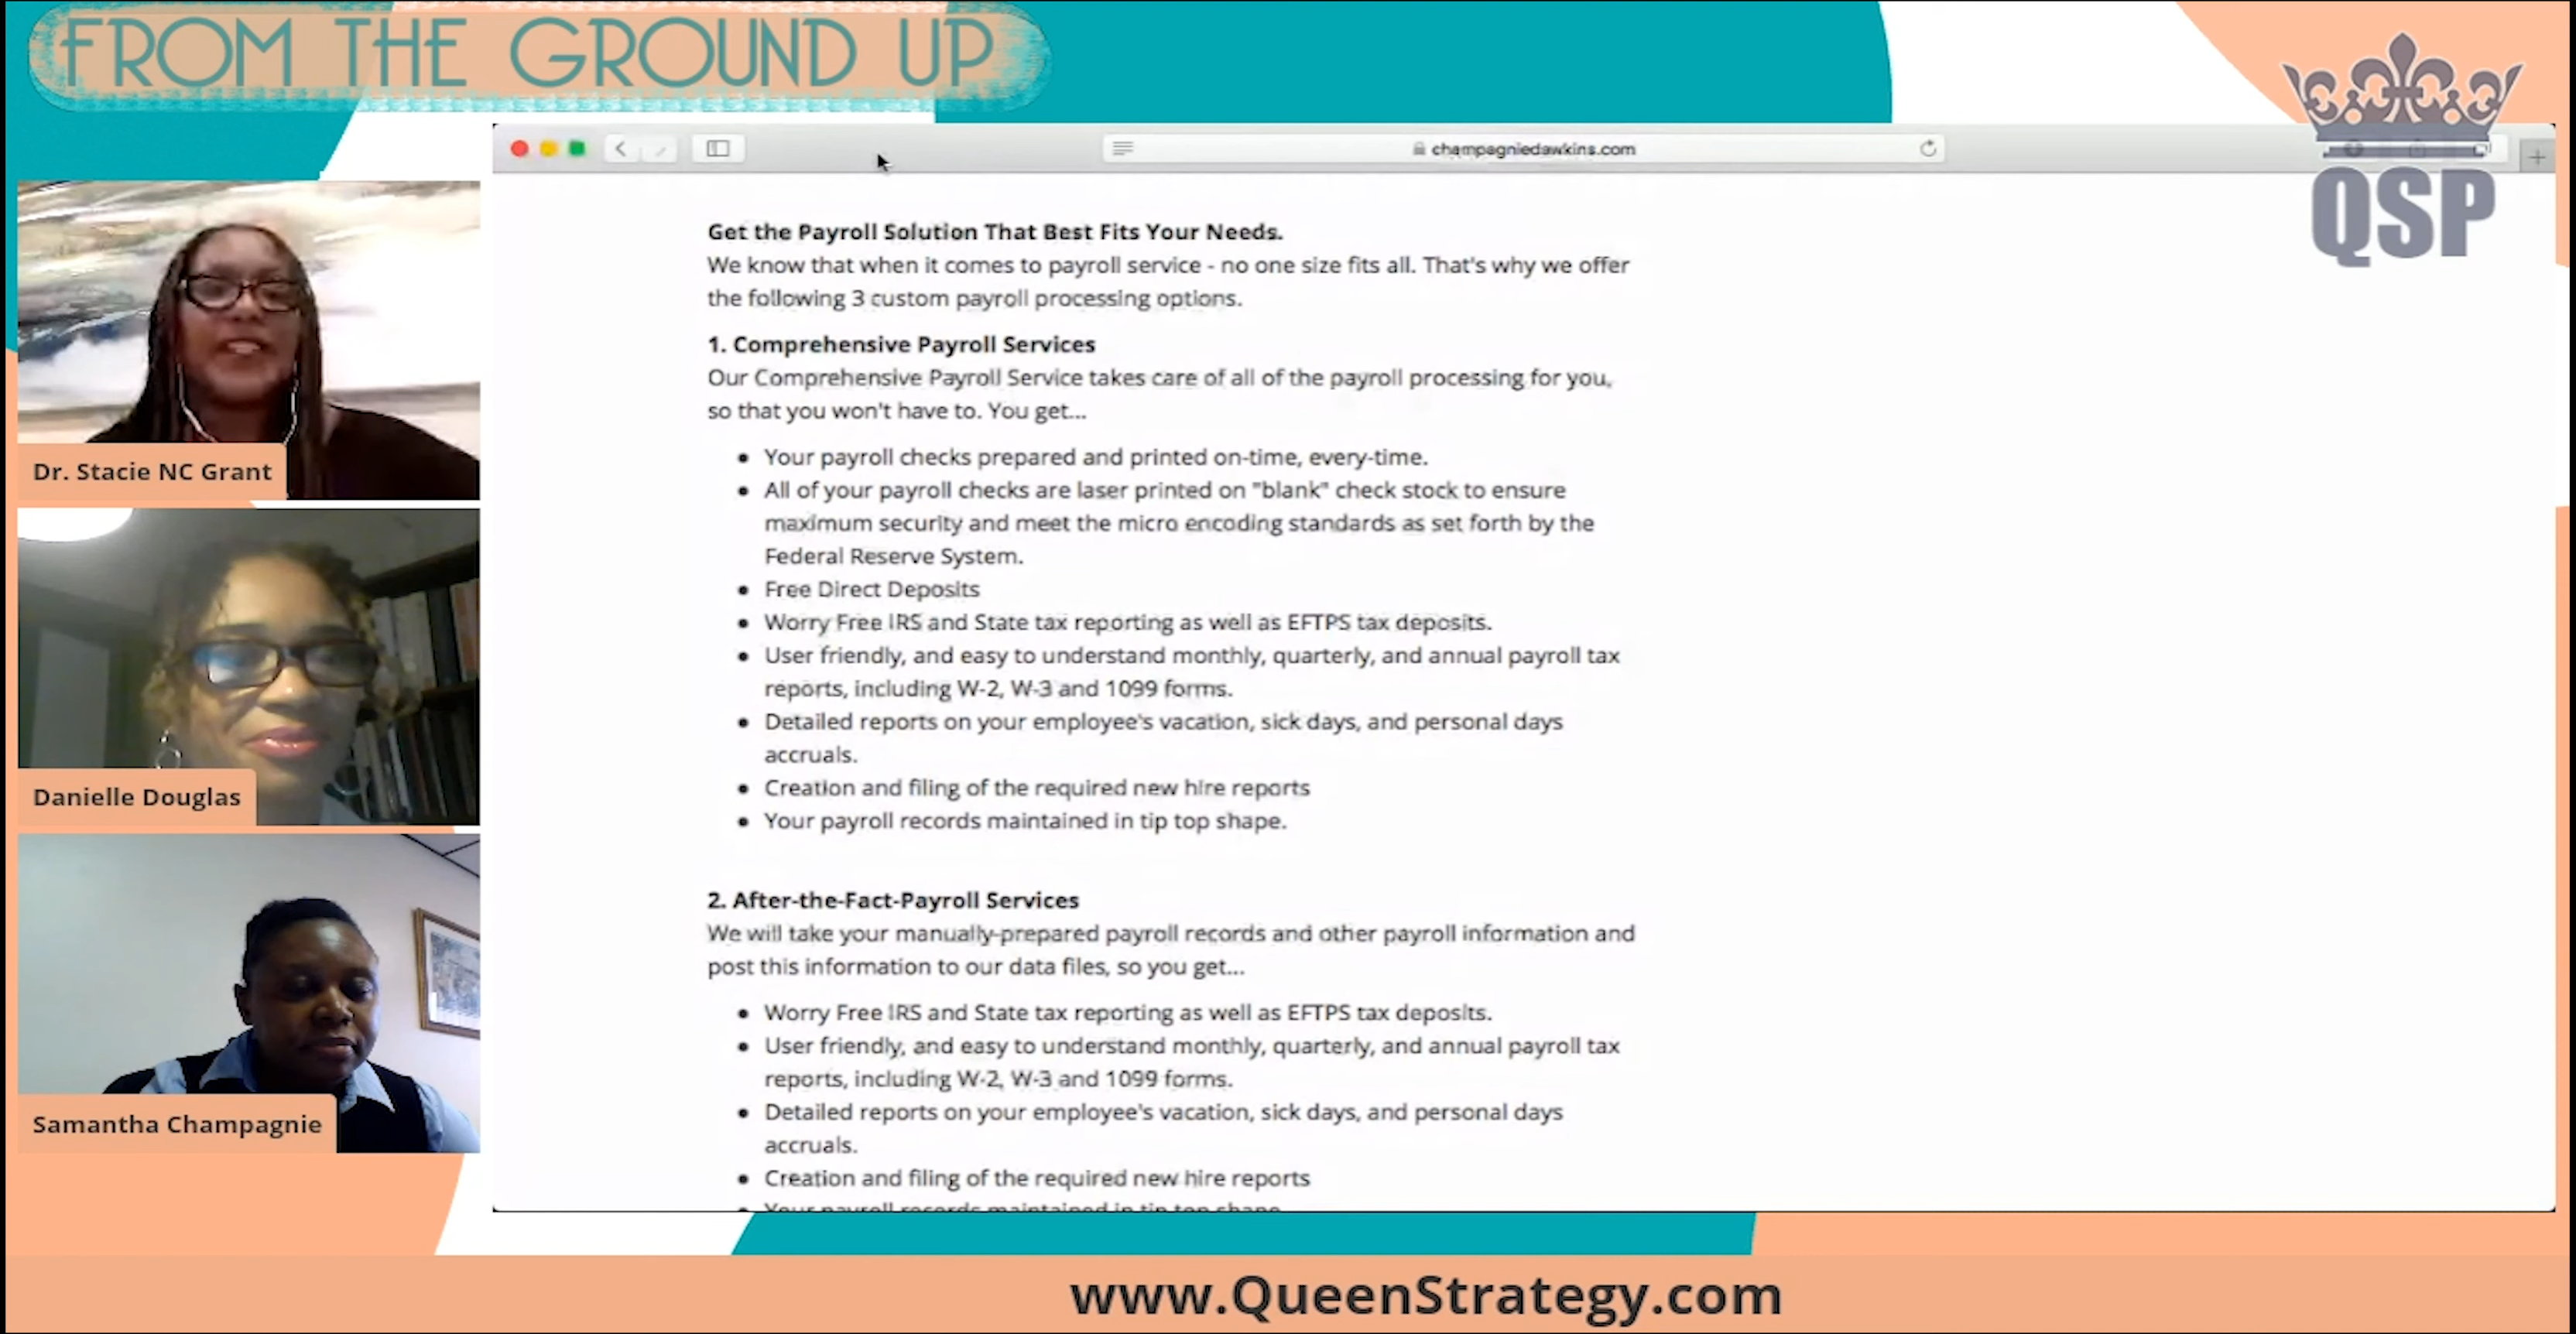 FROM THE GROUND UP
champagniedawkins.com
QSP
Get the Payroll Solution That Best Fits Your Needs.
We know that when it comes to payroll service - no one size fits all. That's why we offer
the following 3 custom payroll processing options.
1. Comprehensive Payroll Services
Our Comprehensive Payroll Service takes care of all of the payroll processing for you,
so that you won't have to. You get...
• Your payroll checks prepared and printed on-time, every-time.
• All of your payroll checks are laser printed on "blank" check stock to ensure
maximum security and meet the micro encoding standards as set forth by the
Federal Reserve System.
• Free Direct Deposits
• Worry Free IRS and State tax reporting as well as EFTPS tax deposits.
• User friendly, and easy to understand monthly, quarterly, and annual payroll tax
reports, including W-2, W-3 and 1099 forms.
• Detailed reports on your employee's vacation, sick days, and personal days
accruals.
• Creation and filing of the required new hire reports
• Your payroll records maintained in tip top shape.
2. After-the-Fact-Payroll Services
We will take your manually-prepared payroll records and other payroll information and
post this information to our data files, so you get...
• Worry Free IRS and State tax reporting as well as EFTPS tax deposits.
• User friendly, and easy to understand monthly, quarterly, and annual payroll tax
reports, including W-2, W-3 and 1099 forms.
• Detailed reports on your employee's vacation, sick days, and personal days
accruals.
• Creation and filing of the required new hire reports
• Your payroll records maintained in tip top shape.
Dr. Stacie NC Grant
Danielle Douglas
Samantha Champagnie
www.QueenStrategy.com